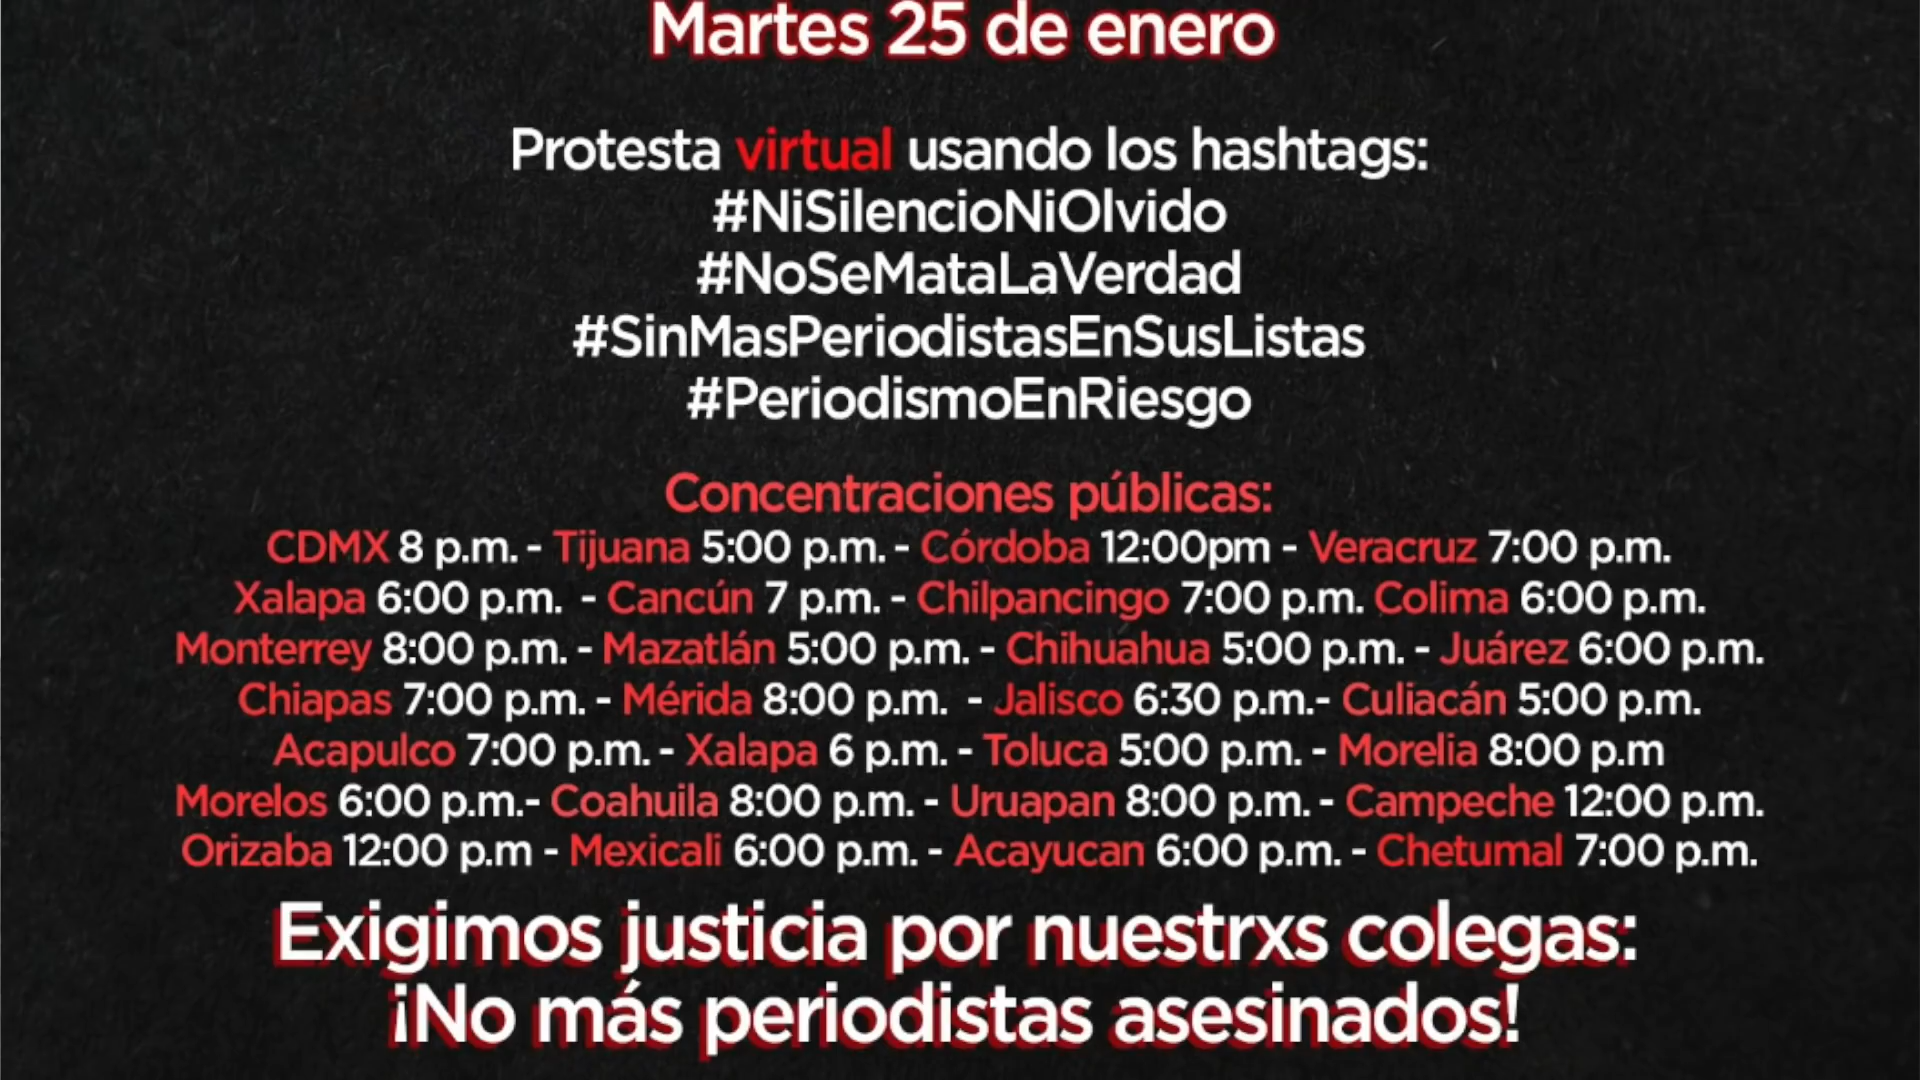 Martes 25 de enero
Protesta virtual usando los hashtags:
#NiSilencioNiOlvido
#NoSeMataLaVerdad
#SinMasPeriodistasEnSusListas
#PeriodismoEnRiesgo
Concentraciones públicas:
CDMX 8 p.m. - Tijuana 5:00 p.m. - Córdoba 12:00pm - Veracruz 7:00 p.m.
Xalapa 6:00 p.m. - Cancún 7 p.m. - Chilpancingo 7:00 p.m. Colima 6:00 p.m.
Monterrey 8:00 p.m. - Mazatlán 5:00 p.m. - Chihuahua 5:00 p.m. - Juárez 6:00 p.m.
Chiapas 7:00 p.m. - Mérida 8:00 p.m. - Jalisco 6:30 p.m.- Culiacán 5:00 p.m.
Acapulco 7:00 p.m. - Xalapa 6 p.m. - Toluca 5:00 p.m. - Morelia 8:00 p.m
Morelos 6:00 p.m.- Coahuila 8:00 p.m. - Uruapan 8:00 p.m. - Campeche 12:00 p.m.
Orizaba 12:00 p.m - Mexicali 6:00 p.m. - Acayucan 6:00 p.m. - Chetumal 7:00 p.m.
Exigimos justicia por nuestrxs colegas:
¡No más periodistas asesinados!